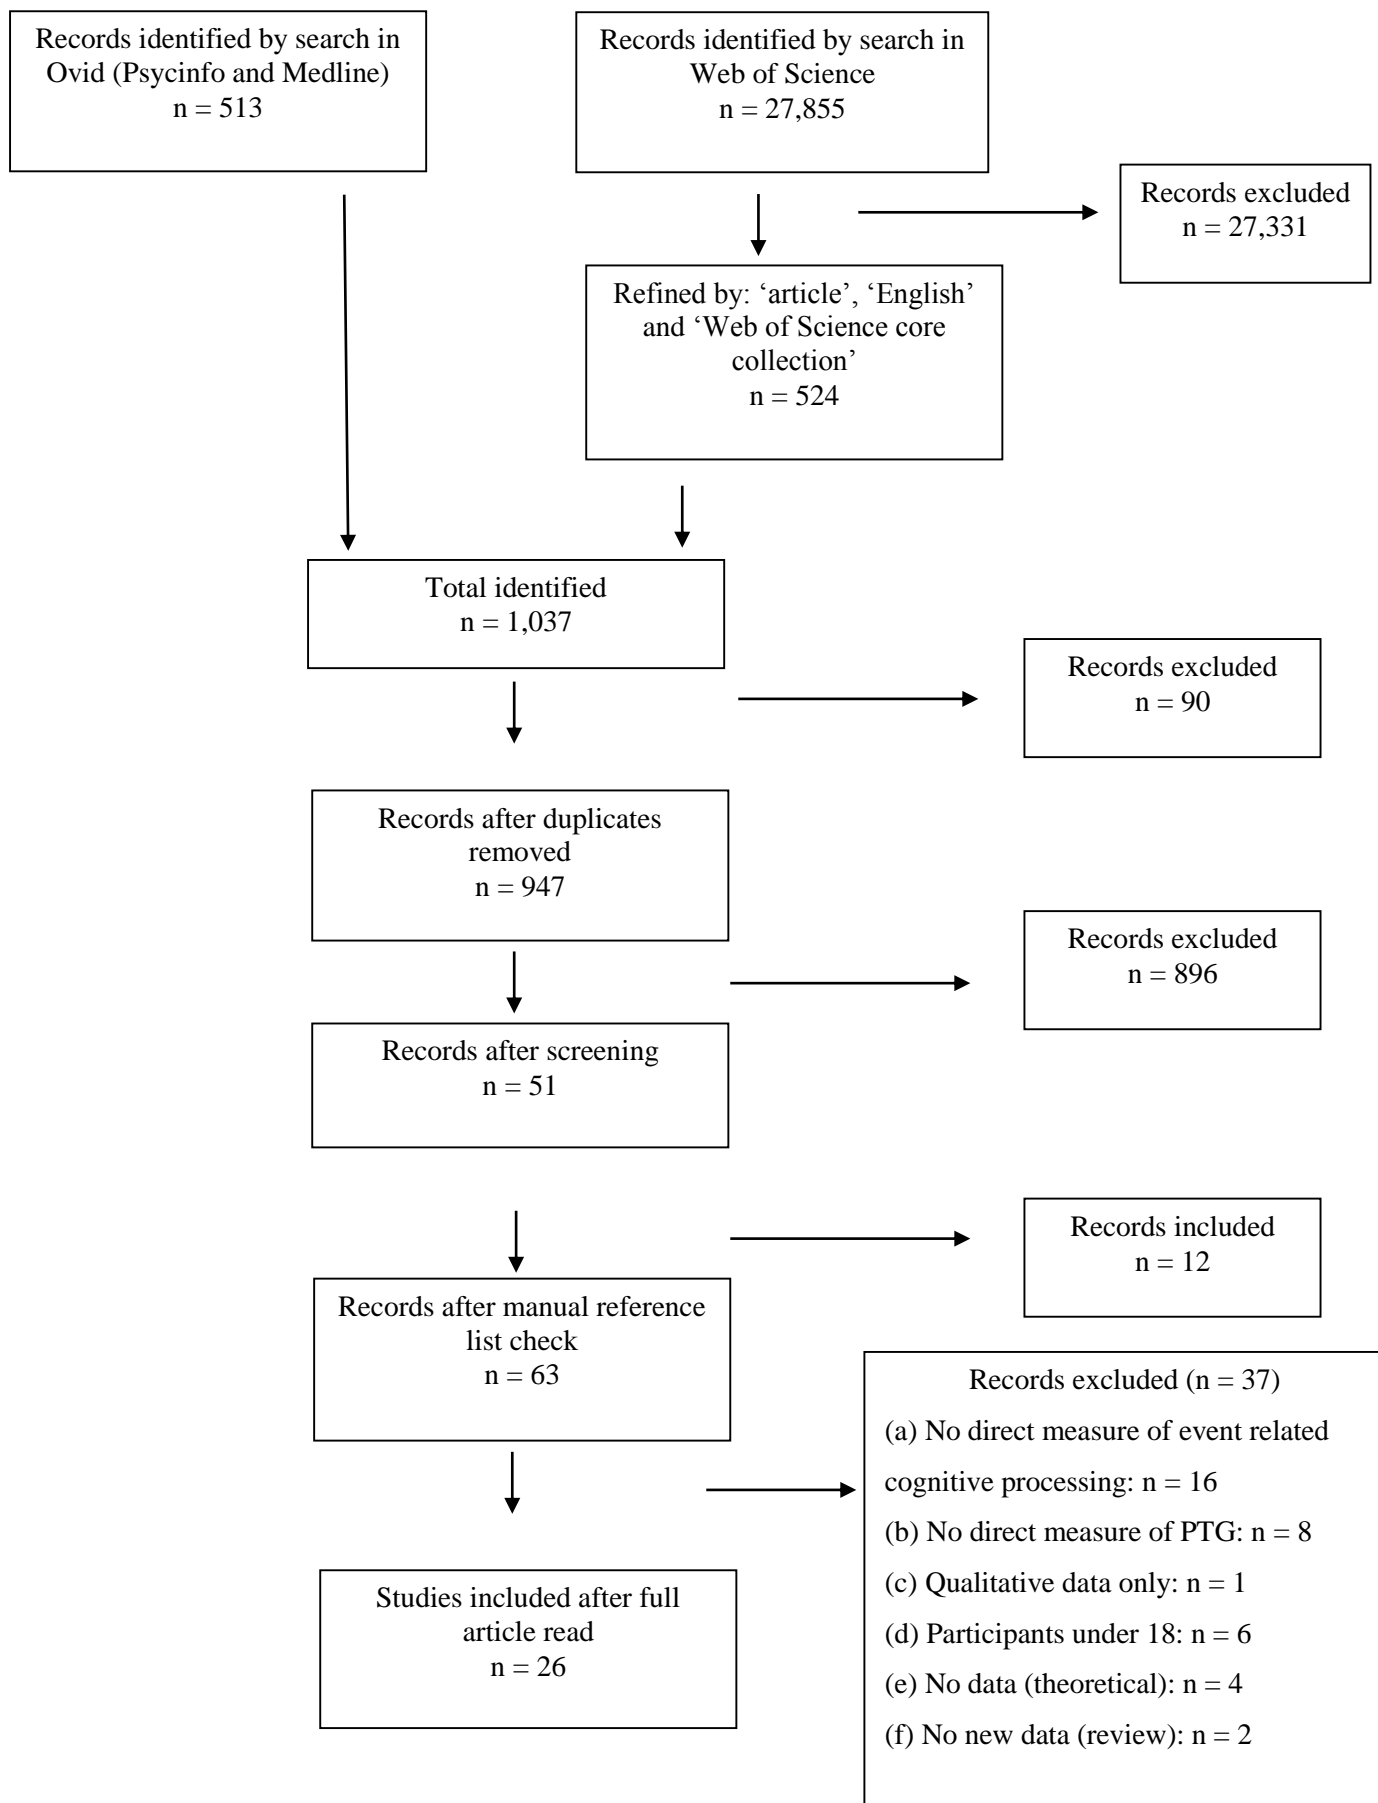 Records identified by search in
Ovid (Psycinfo and Medline)
n = 513
Records identified by search in
Web of Science
n = 27,855
Records excluded
n = 27,331
Refined by: ‘article’, ‘English’
and ‘Web of Science core
collection’
n = 524
Total identified
n = 1,037
Records excluded
n = 90
Records after duplicates
removed
n = 947
Records excluded
n = 896
Records after screening
n = 51
Records included
n = 12
Records after manual reference
list check
n = 63
Records excluded (n = 37)
(a) No direct measure of event related
cognitive processing: n = 16
(b) No direct measure of PTG: n = 8
(c) Qualitative data only: n = 1
(d) Participants under 18: n = 6
(e) No data (theoretical): n = 4
(f) No new data (review): n = 2
Studies included after full
article read
n = 26